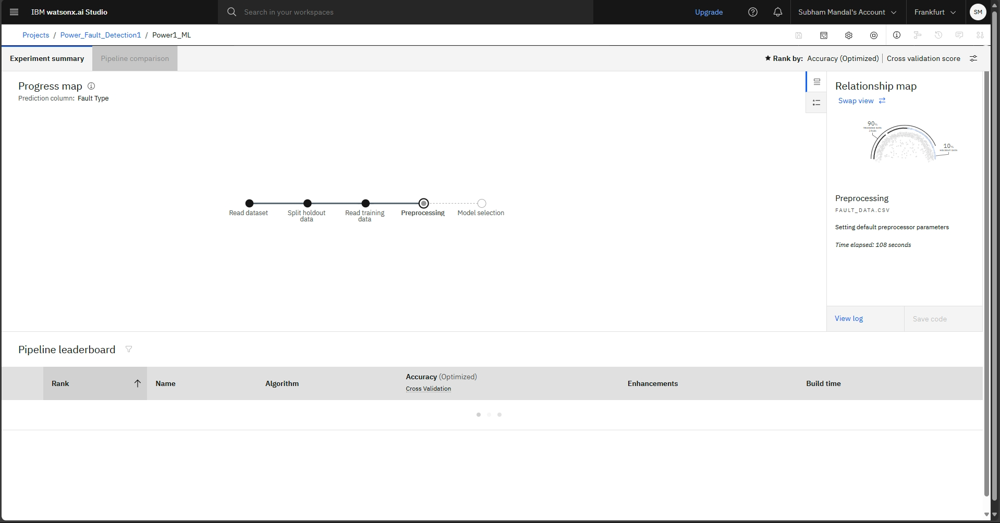 IBM watsonx.ai Studio
Search in your workspaces
Upgrade
Subham Mandal's Account
Frankfurt
SM
Projects / Power_Fault_Detection1 / Power1_ML
Experiment summary
Pipeline comparison
Rank by: Accuracy (Optimized) | Cross validation score
Progress map
Prediction column: Fault Type
Read dataset
Split holdout
data
Read training
data
Preprocessing
Model selection
Relationship map
Swap view
90%
TRAINING DATA
3 folds
10%
HOLDOUT DATA
Preprocessing
FAULT_DATA.CSV
Setting default preprocessor parameters
Time elapsed: 108 seconds
View log
Save code
Pipeline leaderboard
Rank
Name
Algorithm
Accuracy (Optimized)
Cross Validation
Enhancements
Build time